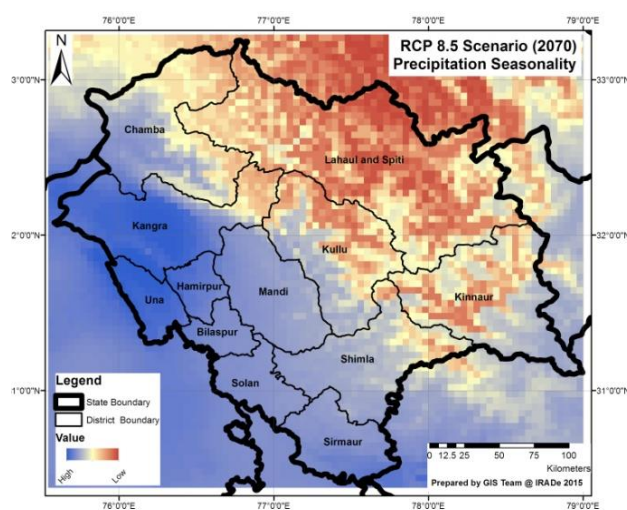 76°0'0"E
77°0'0"E
78°0'0"E
79°0'0"E
N
RCP 8.5 Scenario (2070)
Precipitation Seasonality
33°0'0"N
3°0'0"N
Chamba
Lahaul and Spiti
Kangra
2°0'0"N
32°0'0"N
Kullu
Kinnaur
Una
Hamirpur
Mandi
Bilaspur
Shimla
Legend
State Boundary
District Boundary
Value
High
Low
Solan
Sirmaur
1°0'0"N
31°0'0"N
0 12.5 25 50 75 100
Kilometers
Prepared by GIS Team @ IRADe 2015
76°0'0"E
77°0'0"E
78°0'0"E
79°0'0"E